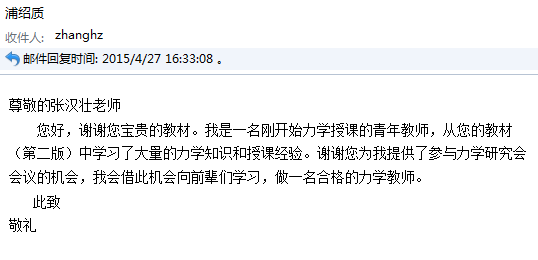 浦绍质
收件人: zhanghz
邮件回复时间: 2015/4/27 16:33:08 。
尊敬的张汉壮老师
您好，谢谢您宝贵的教材。我是一名刚开始力学授课的青年教师，从您的教材
（第二版）中学习了大量的力学知识和授课经验。谢谢您为我提供了参与力学研究会
会议的机会，我会借此机会向前辈们学习，做一名合格的力学教师。
此致
敬礼